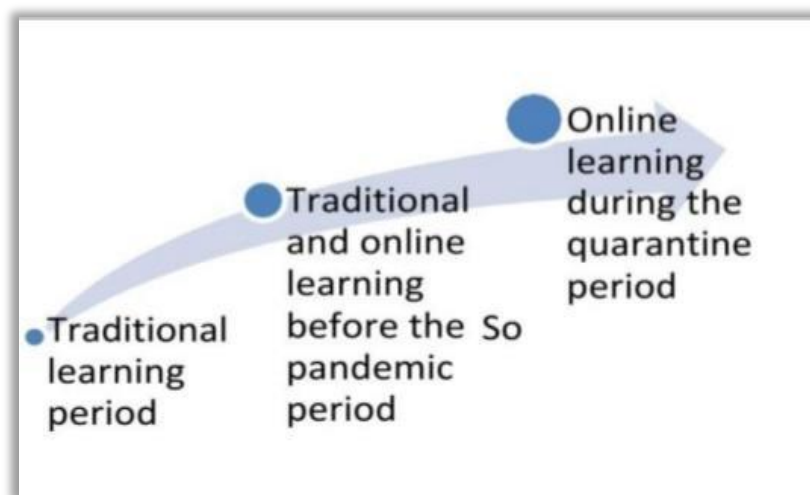 Traditional
learning
period
Traditional
and online
learning
before the So
pandemic
period
Online
learning
during the
quarantine
period